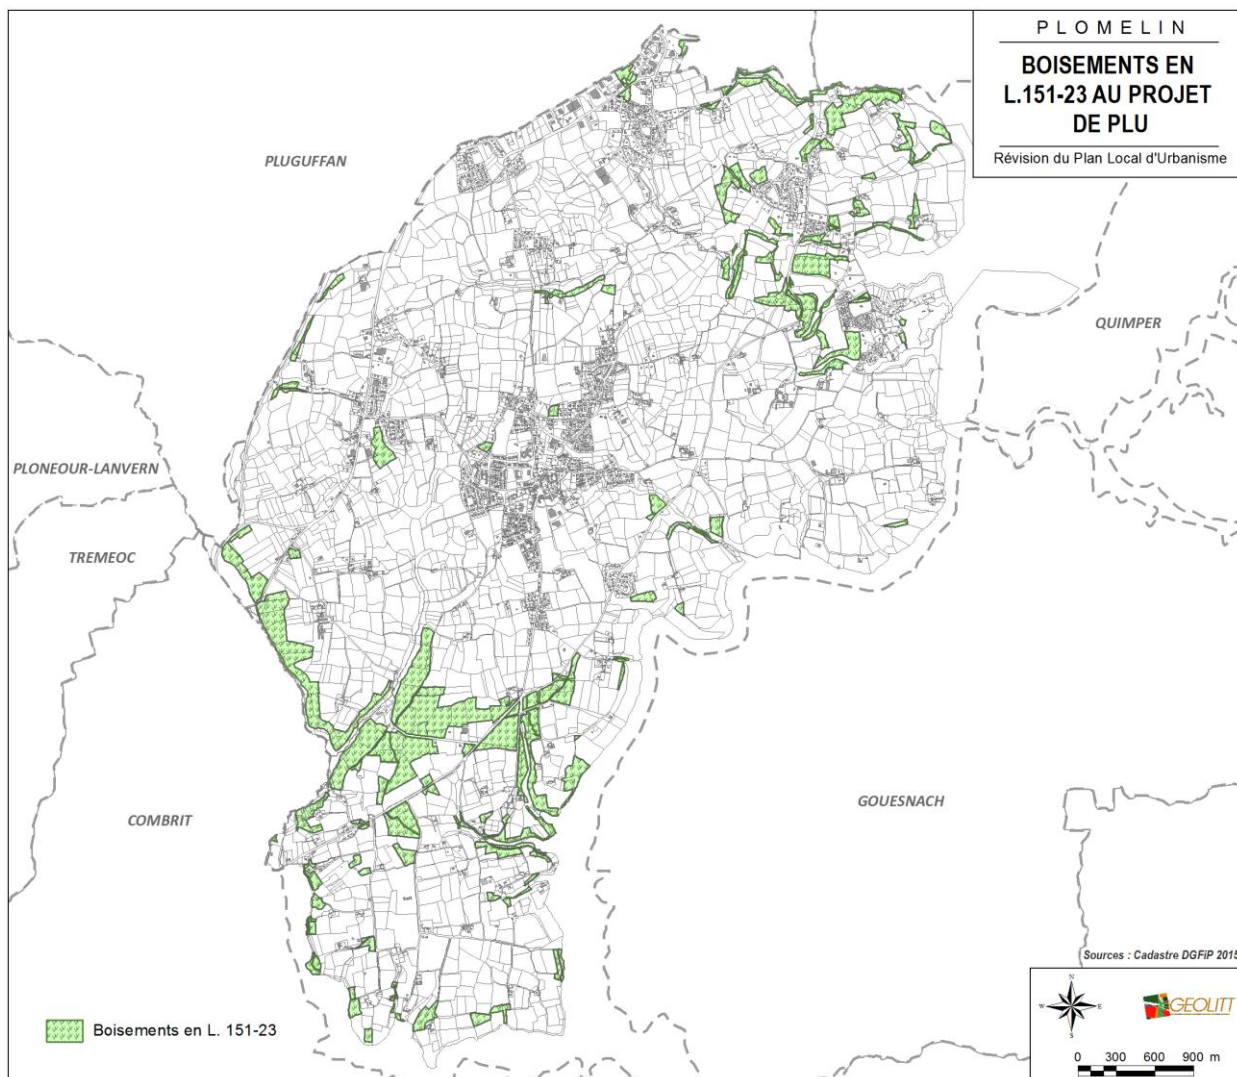 PLOMELIN
BOISEMENTS EN
L.151-23 AU PROJET
DE PLU
Révision du Plan Local d'Urbanisme
PLUGUFFAN
QUIMPER
PLONEOUR-LANVERN
TREMEOC
COMBRIT
GOUESNACH
Sources : Cadastre DGFiP 2015
N
W E
S
GEOLITT
Boisements en L. 151-23
0 300 600 900 m